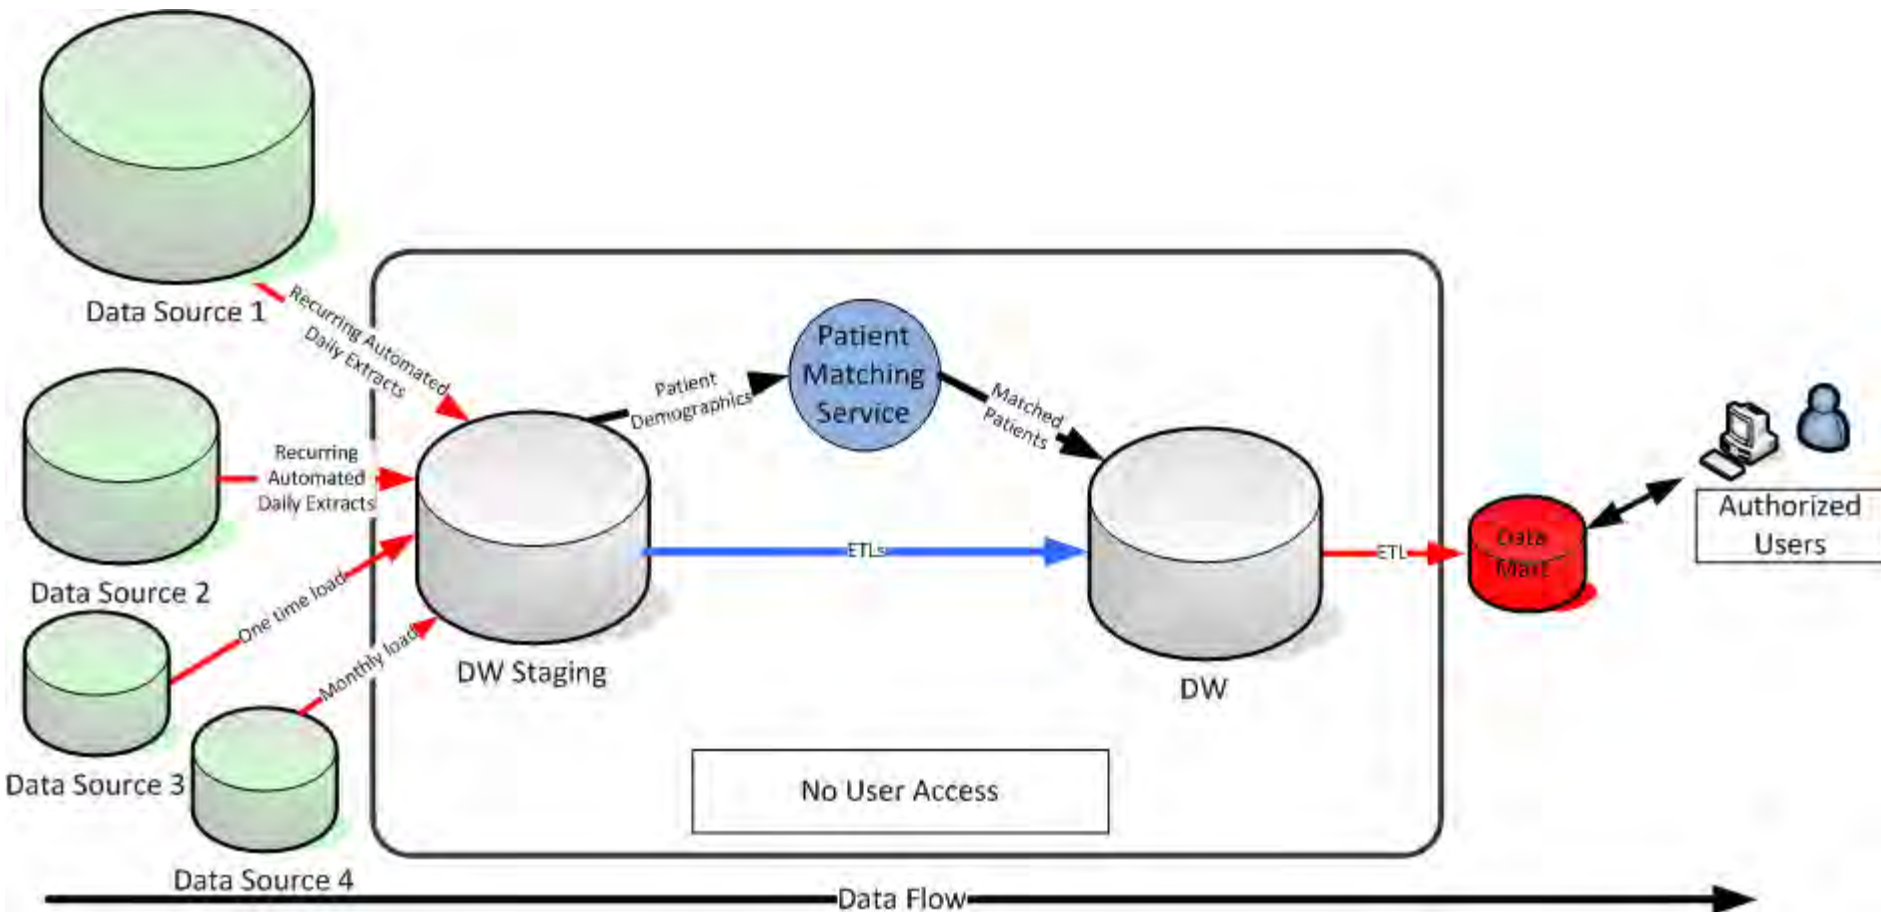 Data Source 1
Recurring Automated
Daily Extracts
Patient
Matching
Service
Patient
Demographics
Matched
Patients
Recurring
Automated
Daily Extracts
Data Source 2
One time load
Monthly load
DW Staging
ETLs
DW
ETL
Data
Mart
Authorized
Users
No User Access
Data Source 3
Data Source 4
Data Flow